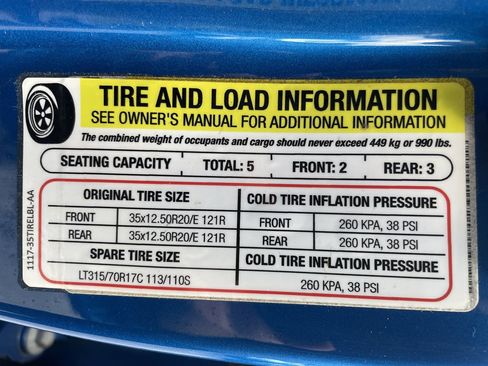 TIRE AND LOAD INFORMATION
SEE OWNER'S MANUAL FOR ADDITIONAL INFORMATION
The combined weight of occupants and cargo should never exceed 449 kg or 990 lbs.
SEATING CAPACITY TOTAL: 5 FRONT: 2 REAR: 3
ORIGINAL TIRE SIZE COLD TIRE INFLATION PRESSURE
FRONT 35x12.50R20/E 121R FRONT 260 KPA, 38 PSI
REAR 35x12.50R20/E 121R REAR 260 KPA, 38 PSI
SPARE TIRE SIZE COLD TIRE INFLATION PRESSURE
LT315/70R17C 113/110S 260 KPA, 38 PSI
1117-35TIRELBL-AA